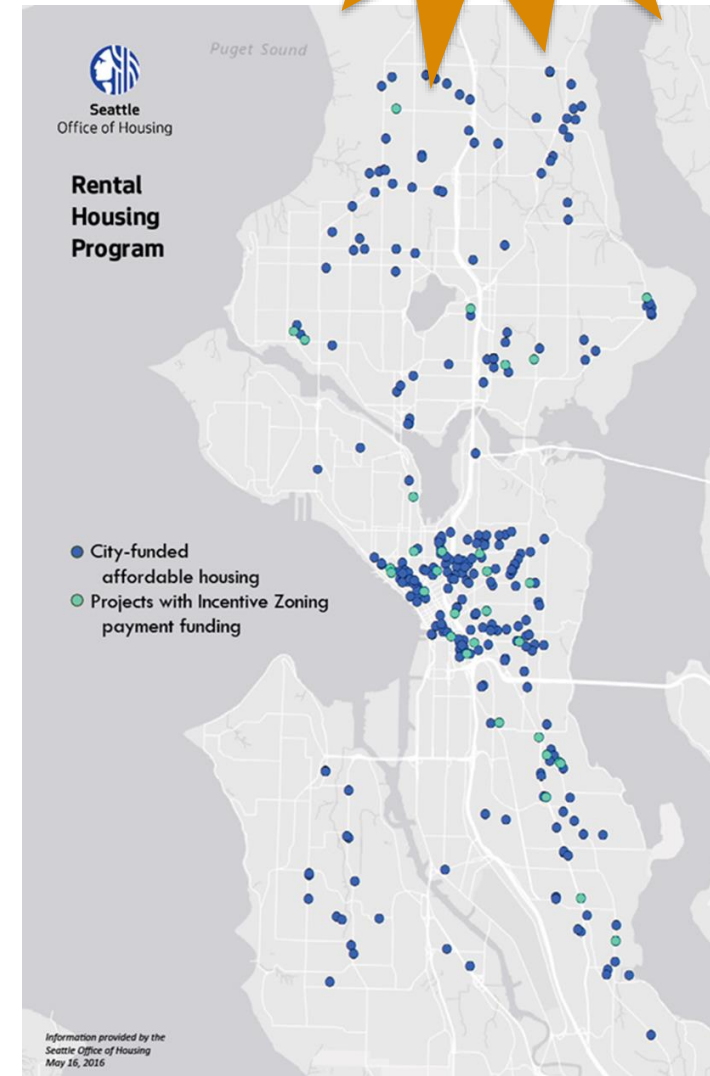 Puget Sound
Seattle
Office of Housing
Rental
Housing
Program
City-funded
affordable housing
Projects with Incentive Zoning
payment funding
Information provided by the
Seattle Office of Housing
May 16, 2016